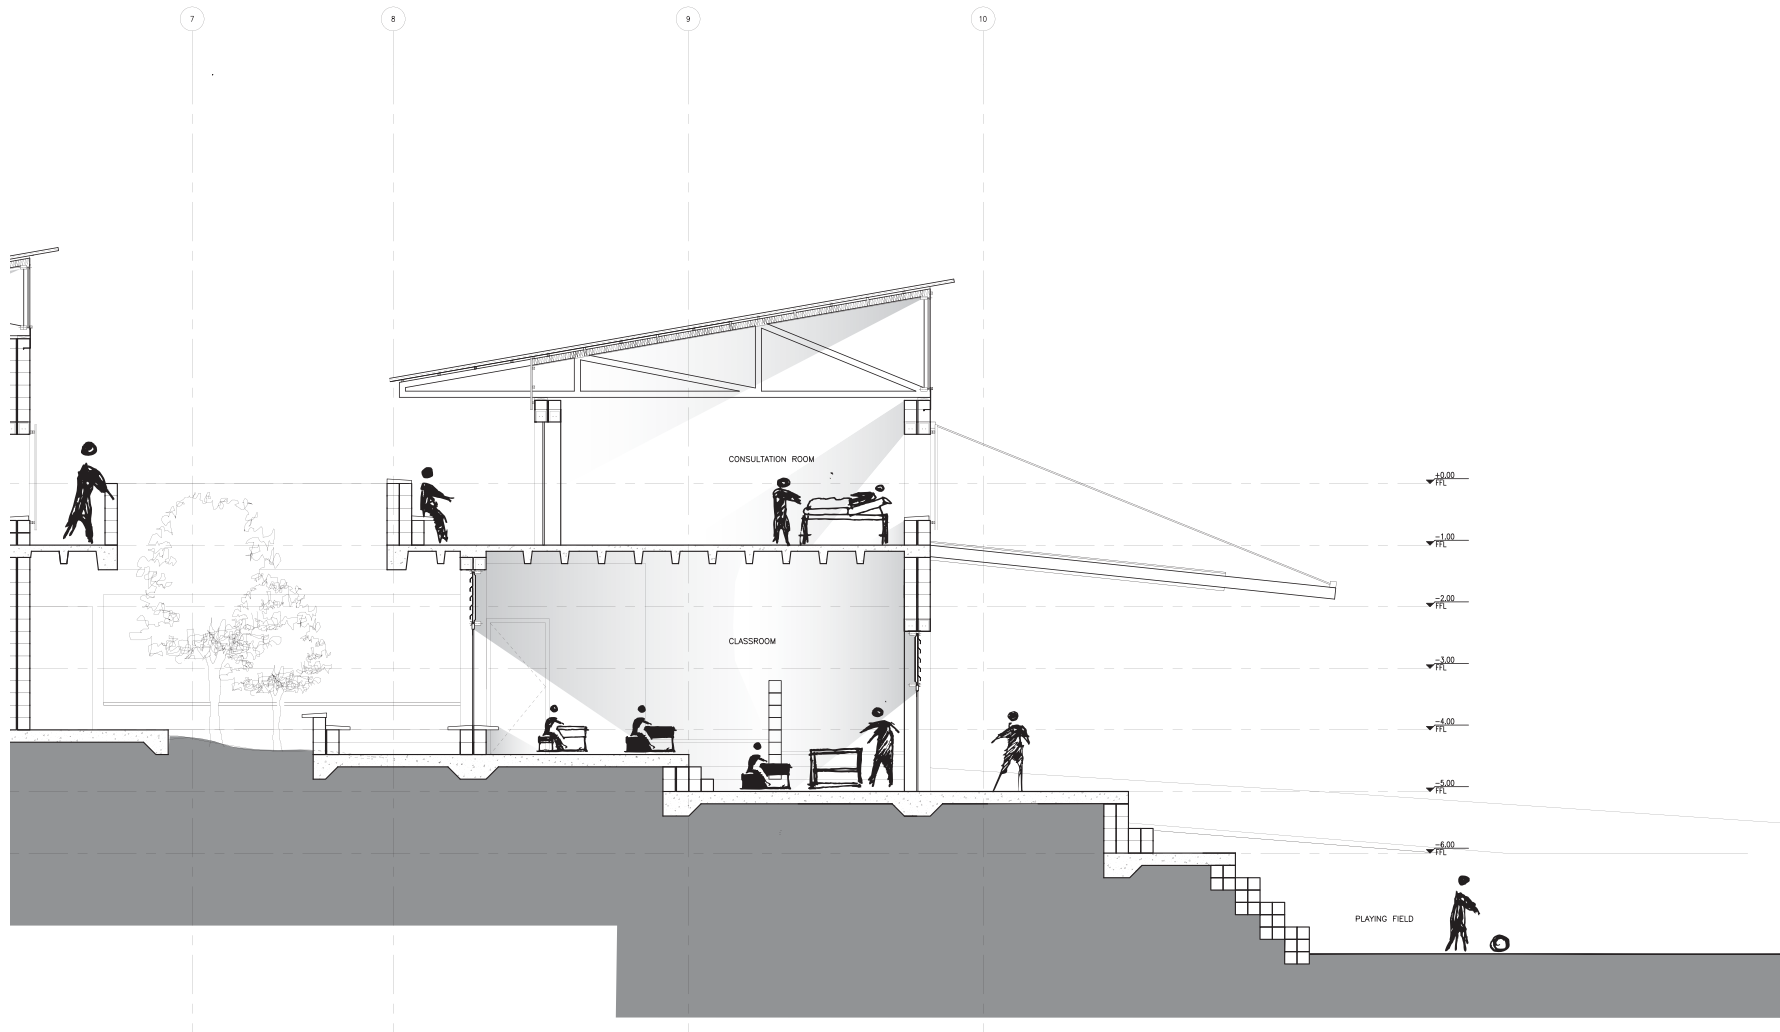 7
8
9
10
CONSULTATION ROOM
+0.00
FFL
-1.00
FFL
-2.00
FFL
CLASSROOM
-3.00
FFL
-4.00
FFL
-5.00
FFL
-6.00
FFL
PLAYING FIELD